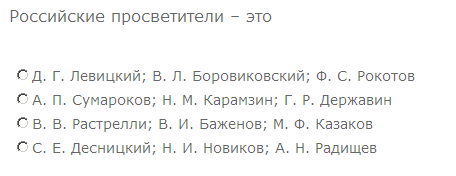 Российские просветители – это
Д. Г. Левицкий; В. Л. Боровиковский; Ф. С. Рокотов
А. П. Сумароков; Н. М. Карамзин; Г. Р. Державин
В. В. Растрелли; В. И. Баженов; М. Ф. Казаков
С. Е. Десницкий; Н. И. Новиков; А. Н. Радищев